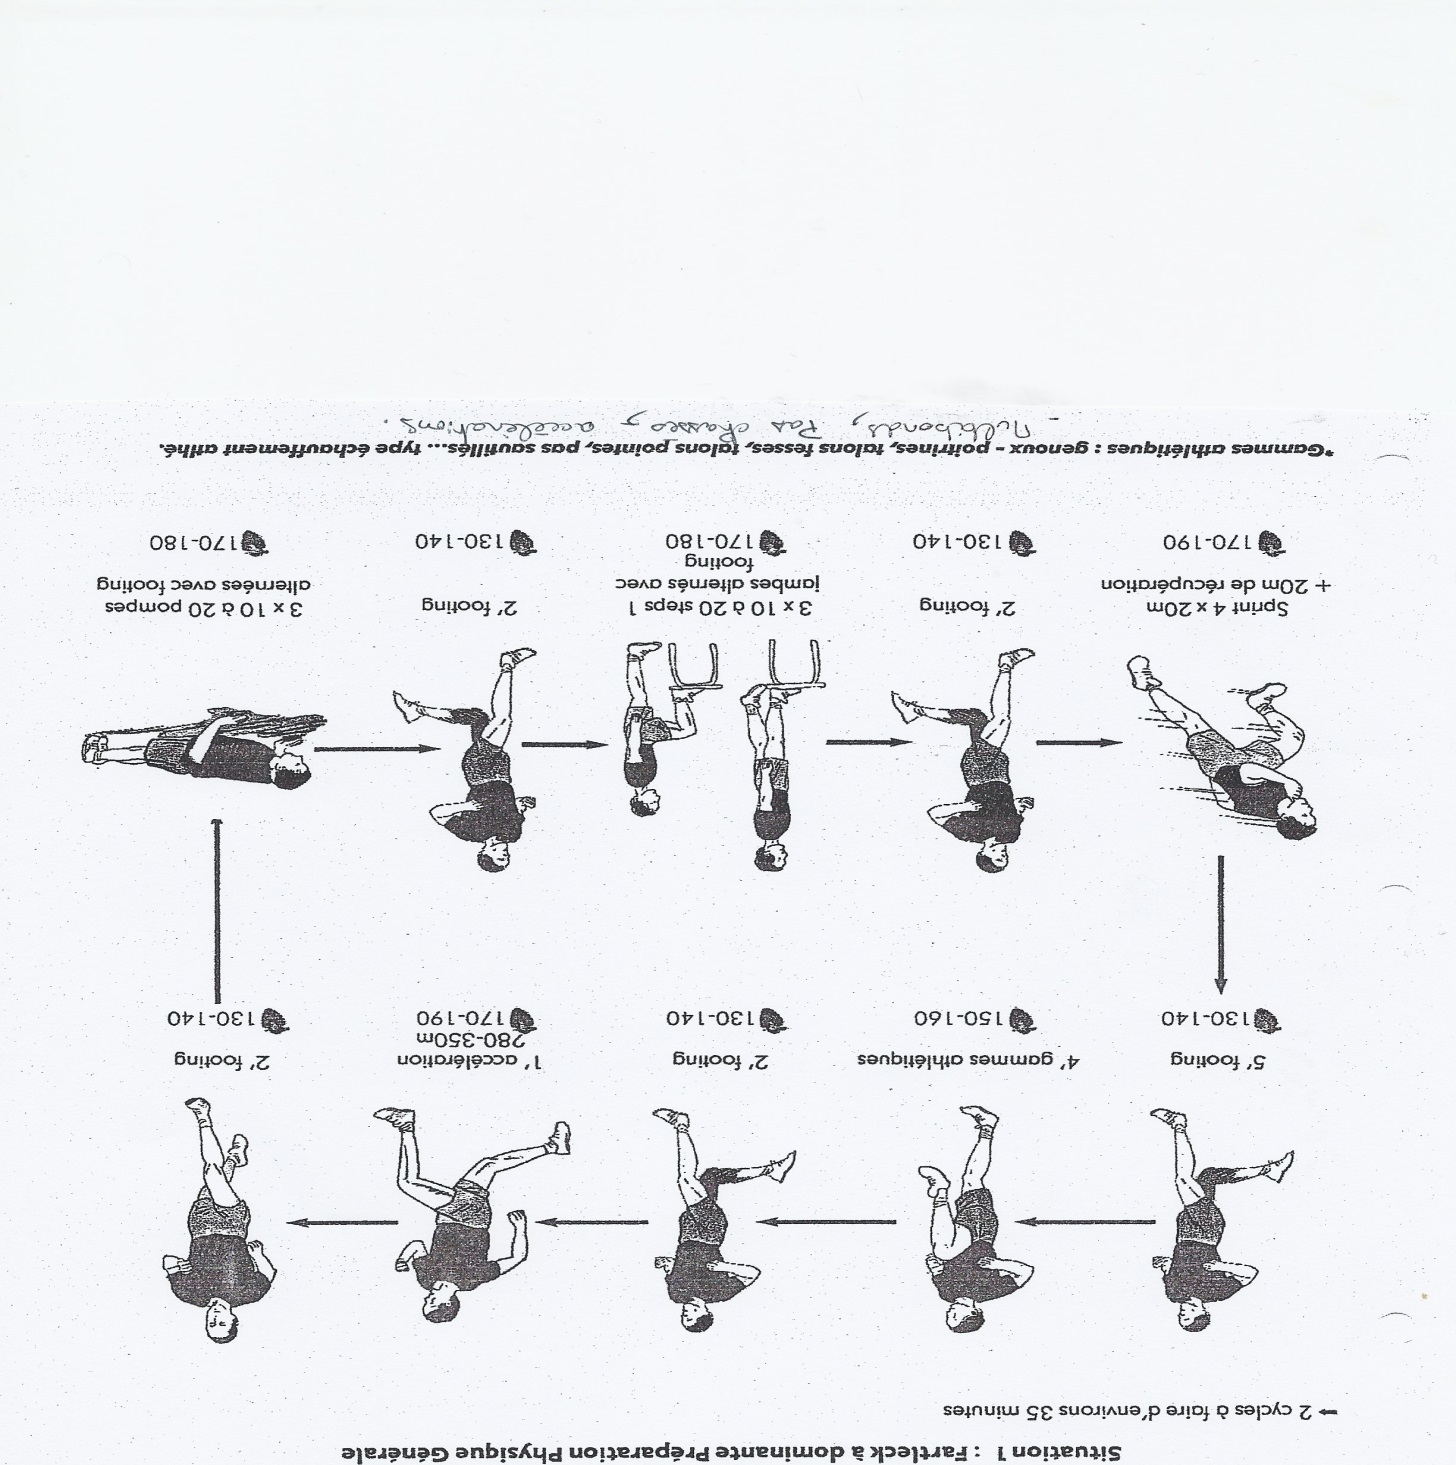 Situation 1 : Fartleck à dominante Préparation Physique Générale
➞ 2 cycles à faire d'environs 35 minutes
5' footing
130-140
4' gammes athlétiques
150-160
2' footing
130-140
1' accélération
280-350m
170-190
2' footing
130-140
Sprint 4 x 20m
+ 20m de récupération
170-190
2' footing
130-140
3 x 10 à 20 steps 1
jambes alternés avec
footing
170-180
2' footing
130-140
3 x 10 à 20 pompes
alternées avec footing
170-180
*Gammes athlétiques : genoux - poitrines, talons fesses, talons pointes, pas sautillés.... type échauffement athlé.
- Multibonds, Pas chassés, accélérations.